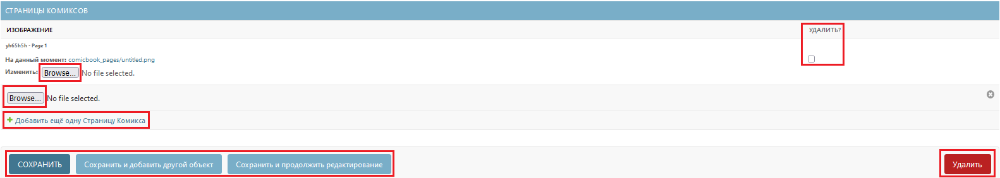 СТРАНИЦЫ КОМИКСОВ
ИЗОБРАЖЕНИЕ УДАЛИТЬ?
yh65h5h - Page 1
На данный момент: comicbook_pages/untitled.png
Изменить: Browse... No file selected.
Browse... No file selected.
Добавить ещё одну Страницу Комикса
СОХРАНИТЬ Сохранить и добавить другой объект Сохранить и продолжить редактирование Удалить